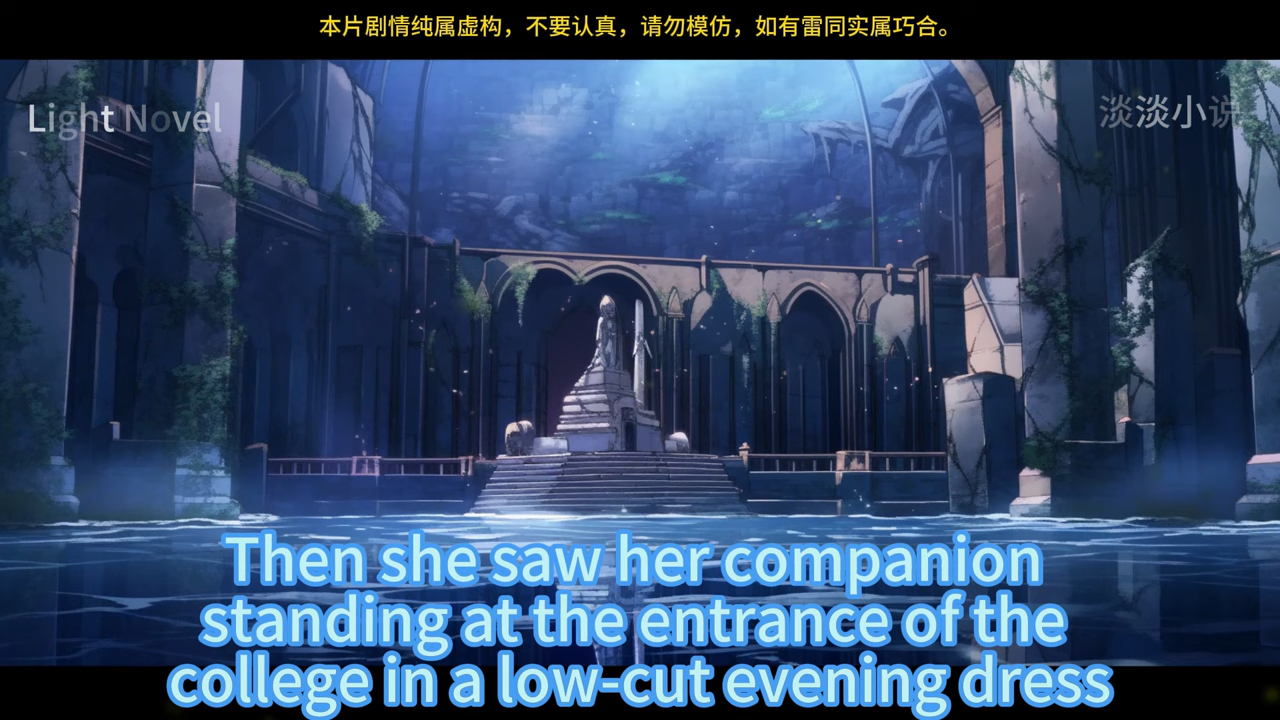 本片剧情纯属虚构，不要认真，请勿模仿，如有雷同实属巧合。
Light Novel
淡淡小说
Then she saw her companion
standing at the entrance of the
college in a low-cut evening dress